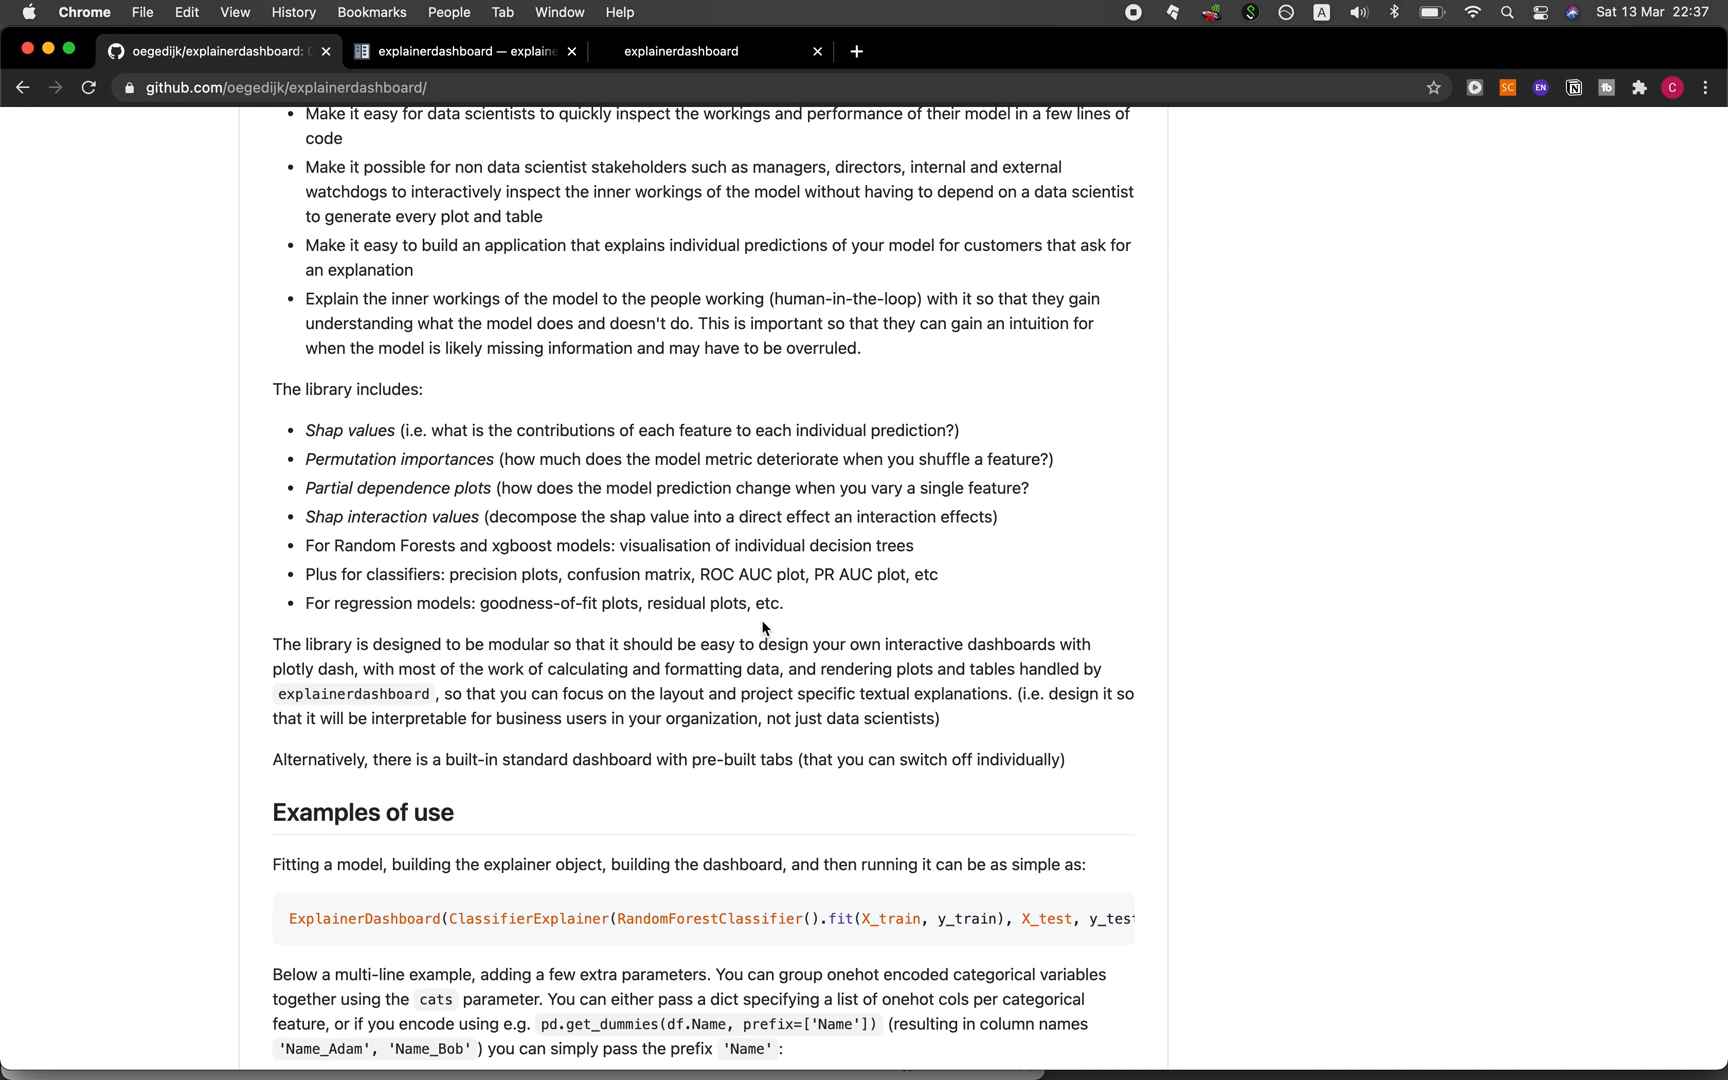 Chrome File Edit View History Bookmarks People Tab Window Help A Sat 13 Mar 22:37
oegedijk/explainerdashboard: explainerdashboard — explaine explainerdashboard
github.com/oegedijk/explainerdashboard/ SC EN tb C
Make it easy for data scientists to quickly inspect the workings and performance of their model in a few lines of
code
Make it possible for non data scientist stakeholders such as managers, directors, internal and external
watchdogs to interactively inspect the inner workings of the model without having to depend on a data scientist
to generate every plot and table
Make it easy to build an application that explains individual predictions of your model for customers that ask for
an explanation
Explain the inner workings of the model to the people working (human-in-the-loop) with it so that they gain
understanding what the model does and doesn't do. This is important so that they can gain an intuition for
when the model is likely missing information and may have to be overruled.
The library includes:
Shap values (i.e. what is the contributions of each feature to each individual prediction?)
Permutation importances (how much does the model metric deteriorate when you shuffle a feature?)
Partial dependence plots (how does the model prediction change when you vary a single feature?
Shap interaction values (decompose the shap value into a direct effect an interaction effects)
For Random Forests and xgboost models: visualisation of individual decision trees
Plus for classifiers: precision plots, confusion matrix, ROC AUC plot, PR AUC plot, etc
For regression models: goodness-of-fit plots, residual plots, etc.
The library is designed to be modular so that it should be easy to design your own interactive dashboards with
plotly dash, with most of the work of calculating and formatting data, and rendering plots and tables handled by
explainerdashboard , so that you can focus on the layout and project specific textual explanations. (i.e. design it so
that it will be interpretable for business users in your organization, not just data scientists)
Alternatively, there is a built-in standard dashboard with pre-built tabs (that you can switch off individually)
Examples of use
Fitting a model, building the explainer object, building the dashboard, and then running it can be as simple as:
ExplainerDashboard(ClassifierExplainer(RandomForestClassifier().fit(X_train, y_train), X_test, y_test
Below a multi-line example, adding a few extra parameters. You can group onehot encoded categorical variables
together using the cats parameter. You can either pass a dict specifying a list of onehot cols per categorical
feature, or if you encode using e.g. pd.get_dummies(df.Name, prefix=['Name']) (resulting in column names
'Name_Adam', 'Name_Bob' ) you can simply pass the prefix 'Name' :